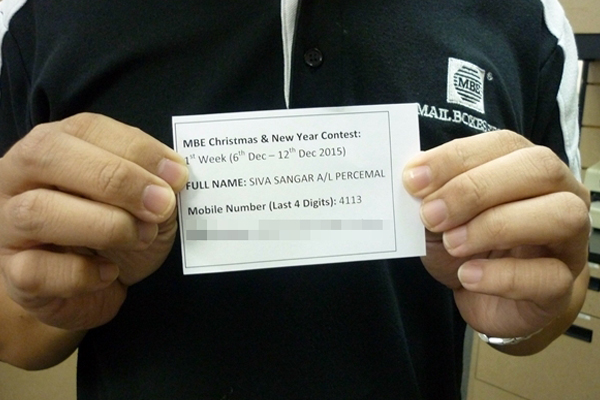 MBE
®
MAIL BOXES
MBE Christmas & New Year Contest:
1st Week (6th Dec – 12th Dec 2015)
FULL NAME: SIVA SANGAR A/L PERCEMAL
Mobile Number (Last 4 Digits): 4113